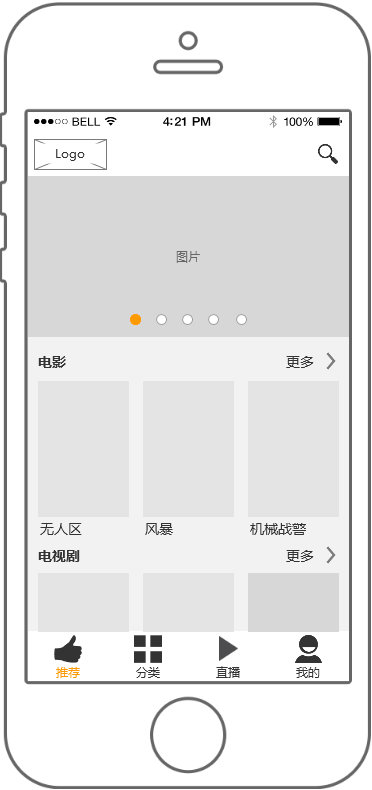 BELL 4:21 PM 100%
Logo
图片
电影 更多
无人区 风暴 机械战警
电视剧 更多
推荐 分类 直播 我的